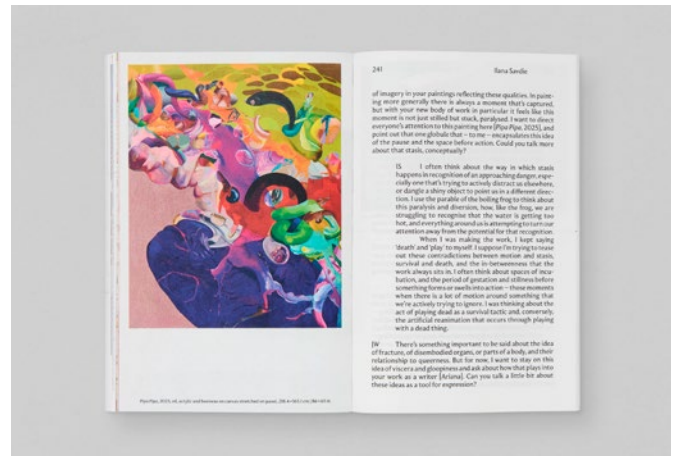 241 Ilana Savdie
of imagery in your paintings reflecting these qualities. In paint-
ing more generally there is always a moment that's captured,
but with your new body of work in particular it feels like this
moment is not just stilled but stuck, paralysed. I want to direct
everyone's attention to this painting here [Pipa Pipa, 2025], and
point out that one globule that – to me – encapsulates this idea
of the pause and the space before action. Could you talk more
about that stasis, conceptually?
IS I often think about the way in which stasis
happens in recognition of an approaching danger, espe-
cially one that's trying to actively distract us elsewhere,
or dangle a shiny object to point us in a different direc-
tion. I use the parable of the boiling frog to think about
this paralysis and diversion, how, like the frog, we are
struggling to recognise that the water is getting too
hot, and everything around us is attempting to turn our
attention away from the potential for that recognition.
When I was making the work, I kept saying
'death' and 'play' to myself. I suppose I'm trying to tease
out these contradictions between motion and stasis,
survival and death, and the in-betweenness that the
work always sits in. I often think about spaces of incu-
bation, and the period of gestation and stillness before
something forms or swells into action – those moments
when there is a lot of motion around something that
we're actively trying to ignore. I was thinking about the
act of playing dead as a survival tactic and, conversely,
the artificial reanimation that occurs through playing
with a dead thing.
JW There's something important to be said about the idea
of fracture, of disembodied organs, or parts of a body, and their
relationship to queerness. But for now, I want to stay on this
idea of viscera and gloopiness and ask about how that plays into
your work as a writer [Ariana]. Can you talk a little bit about
these ideas as a tool for expression?
Pipa Pipa, 2025, oil, acrylic and beeswax on canvas stretched on panel,